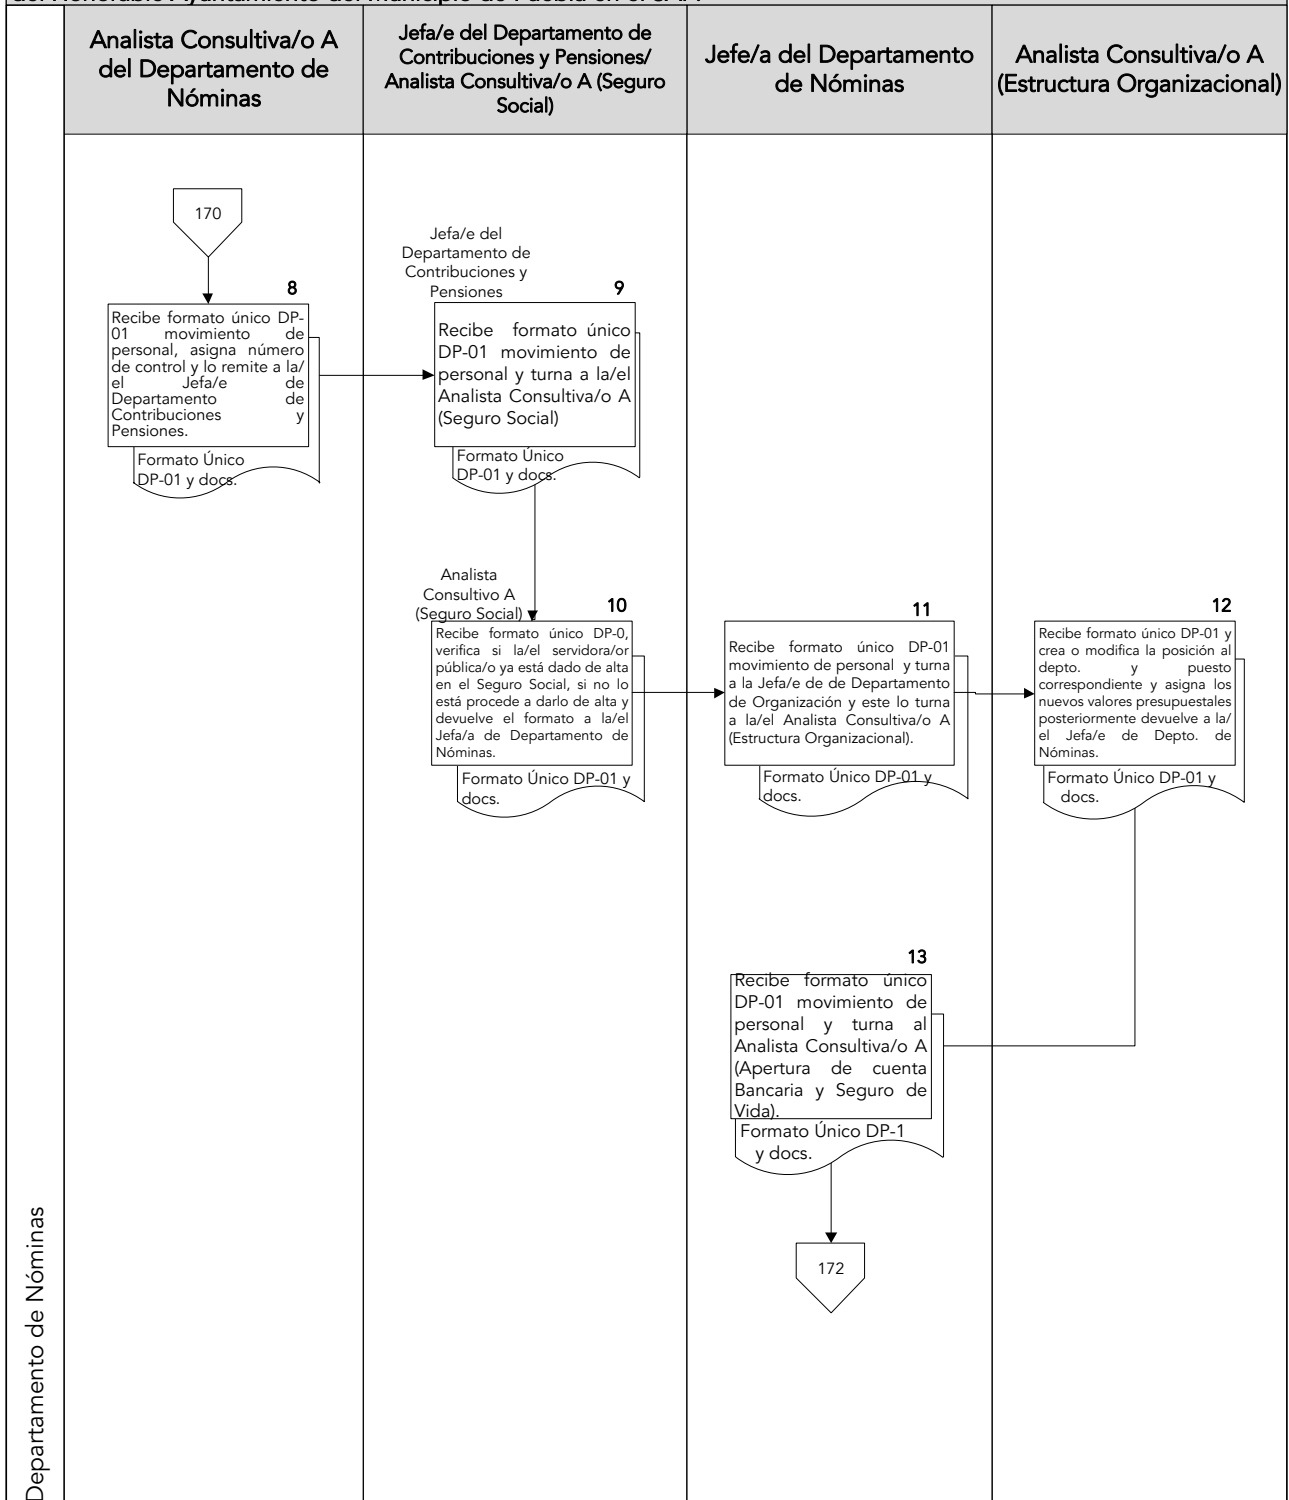 del Honorable Ayuntamiento del Municipio de Puebla en el SAPI
Analista Consultiva/o A
del Departamento de
Nóminas
Jefa/e del Departamento de
Contribuciones y Pensiones/
Analista Consultiva/o A (Seguro
Social)
Jefe/a del Departamento
de Nóminas
Analista Consultiva/o A
(Estructura Organizacional)
170
8
Recibe formato único DP-
01 movimiento de
personal, asigna número
de control y lo remite a la/
el Jefa/e de
Departamento de
Contribuciones y
Pensiones.
Formato Único
DP-01 y docs.
Jefa/e del
Departamento de
Contribuciones y
Pensiones
9
Recibe formato único
DP-01 movimiento de
personal y turna a la/el
Analista Consultiva/o A
(Seguro Social)
Formato Único
DP-01 y docs.
Analista
Consultivo A
(Seguro Social)
10
Recibe formato único DP-0,
verifica si la/el servidora/or
pública/o ya está dado de alta
en el Seguro Social, si no lo
está procede a darlo de alta y
devuelve el formato a la/el
Jefa/a de Departamento de
Nóminas.
Formato Único DP-01 y
docs.
11
Recibe formato único DP-01
movimiento de personal y turna
a la Jefa/e de de Departamento
de Organización y este lo turna
a la/el Analista Consultiva/o A
(Estructura Organizacional).
Formato Único DP-01 y
docs.
12
Recibe formato único DP-01 y
crea o modifica la posición al
depto. y puesto
correspondiente y asigna los
nuevos valores presupuestales
posteriormente devuelve a la/
el Jefa/e de Depto. de
Nóminas.
Formato Único DP-01 y
docs.
13
Recibe formato único
DP-01 movimiento de
personal y turna al
Analista Consultiva/o A
(Apertura de cuenta
Bancaria y Seguro de
Vida).
Formato Único DP-1
y docs.
172
Departamento de Nóminas